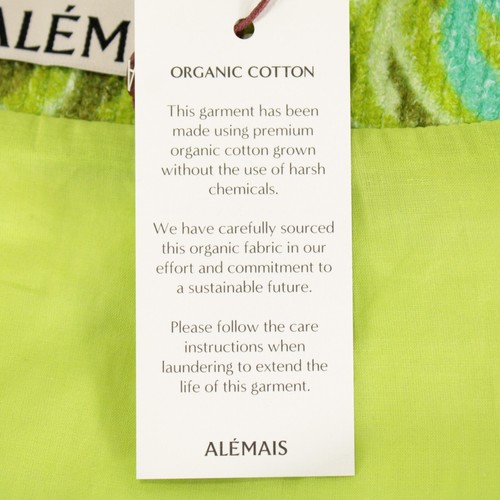 ALÉM
ORGANIC COTTON
This garment has been
made using premium
organic cotton grown
without the use of harsh
chemicals.
We have carefully sourced
this organic fabric in our
effort and commitment to
a sustainable future.
Please follow the care
instructions when
laundering to extend the
life of this garment.
ALÉMAIS